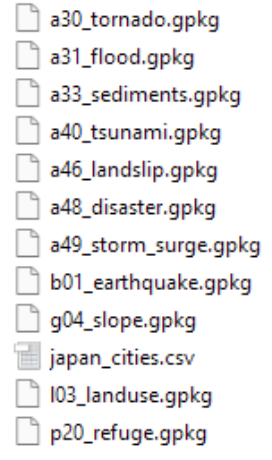 a30_tornado.gpkg
a31_flood.gpkg
a33_sediments.gpkg
a40_tsunami.gpkg
a46_landslip.gpkg
a48_disaster.gpkg
a49_storm_surge.gpkg
b01_earthquake.gpkg
g04_slope.gpkg
japan_cities.csv
l03_landuse.gpkg
p20_refuge.gpkg